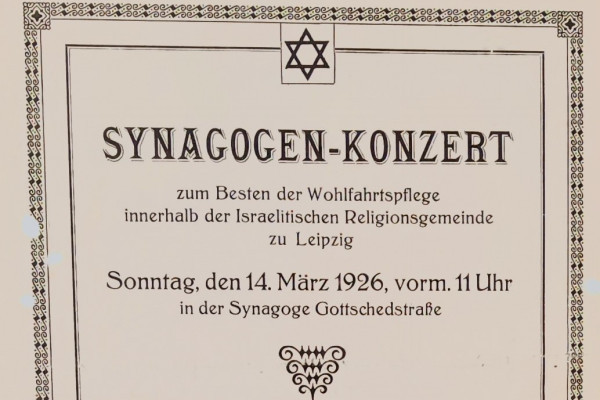 SYNAGOGEN-KONZERT
zum Besten der Wohlfahrtspflege
innerhalb der Israelitischen Religionsgemeinde
zu Leipzig
Sonntag, den 14. März 1926, vorm. 11 Uhr
in der Synagoge Gottschedstraße